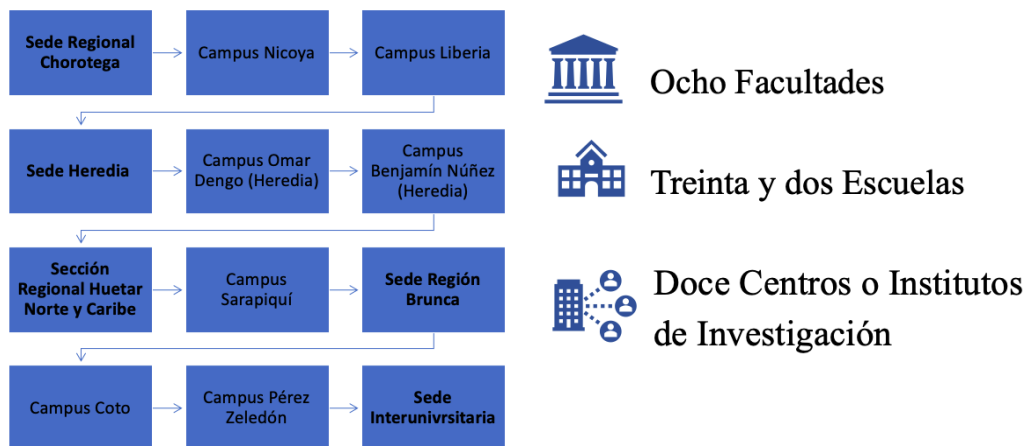 Sede Regional
Chorotega
Campus Nicoya
Campus Liberia
Sede Heredia
Campus Omar
Dengo (Heredia)
Campus
Benjamín Núñez
(Heredia)
Sección
Regional Huetar
Norte y Caribe
Campus
Sarapiquí
Sede Región
Brunca
Campus Coto
Campus Pérez
Zeledón
Sede
Interunivrsitaria
Ocho Facultades
Treinta y dos Escuelas
Doce Centros o Institutos
de Investigación